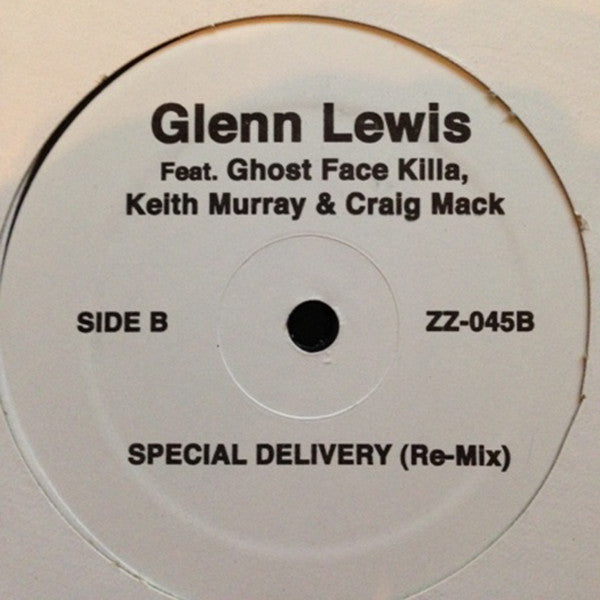 Glenn Lewis
Feat. Ghost Face Killa,
Keith Murray & Craig Mack
SIDE B
ZZ-045B
SPECIAL DELIVERY (Re-Mix)